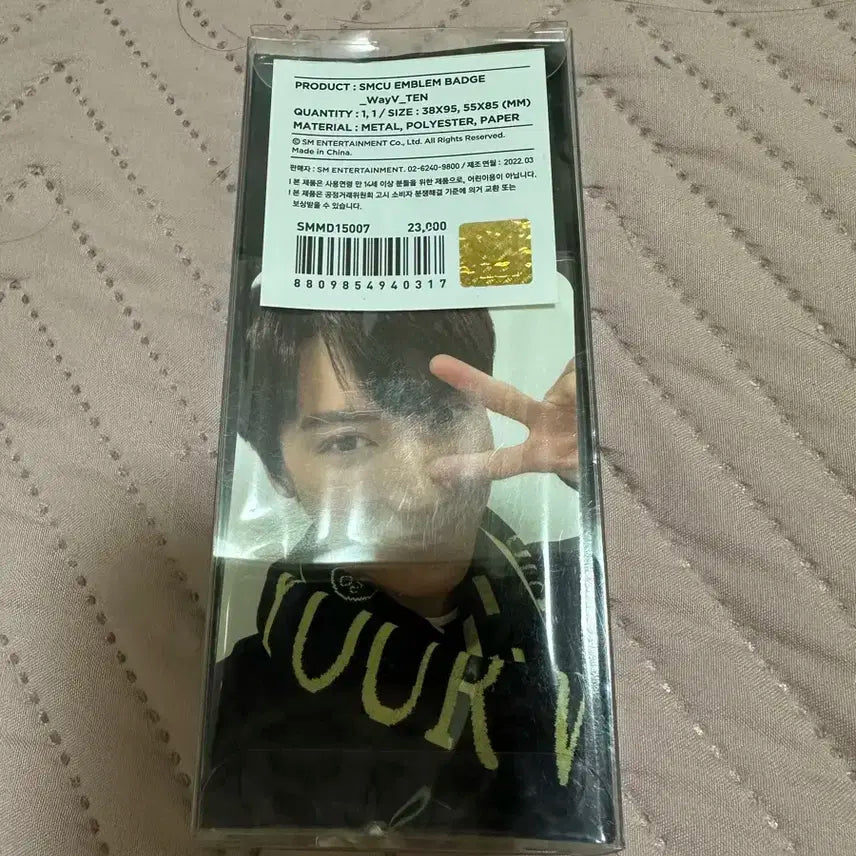 PRODUCT : SMCU EMBLEM BADGE
_WayV_TEN
QUANTITY : 1, 1 / SIZE : 38X95, 55X85 (MM)
MATERIAL : METAL, POLYESTER, PAPER
© SM ENTERTAINMENT Co., Ltd. All Rights Reserved.
Made in China.
판매자 : SM ENTERTAINMENT. 02-6240-9800 / 제조 연월 : 2022.03
본 제품은 사용연령 만 14세 이상 분들을 위한 제품으로, 어린이용이 아닙니다.
본 제품은 공정거래위원회 고시 소비자 분쟁해결 기준에 의거 교환 또는
보상받을 수 있습니다.
SMMD15007 23,000
8809854940317
YOUR